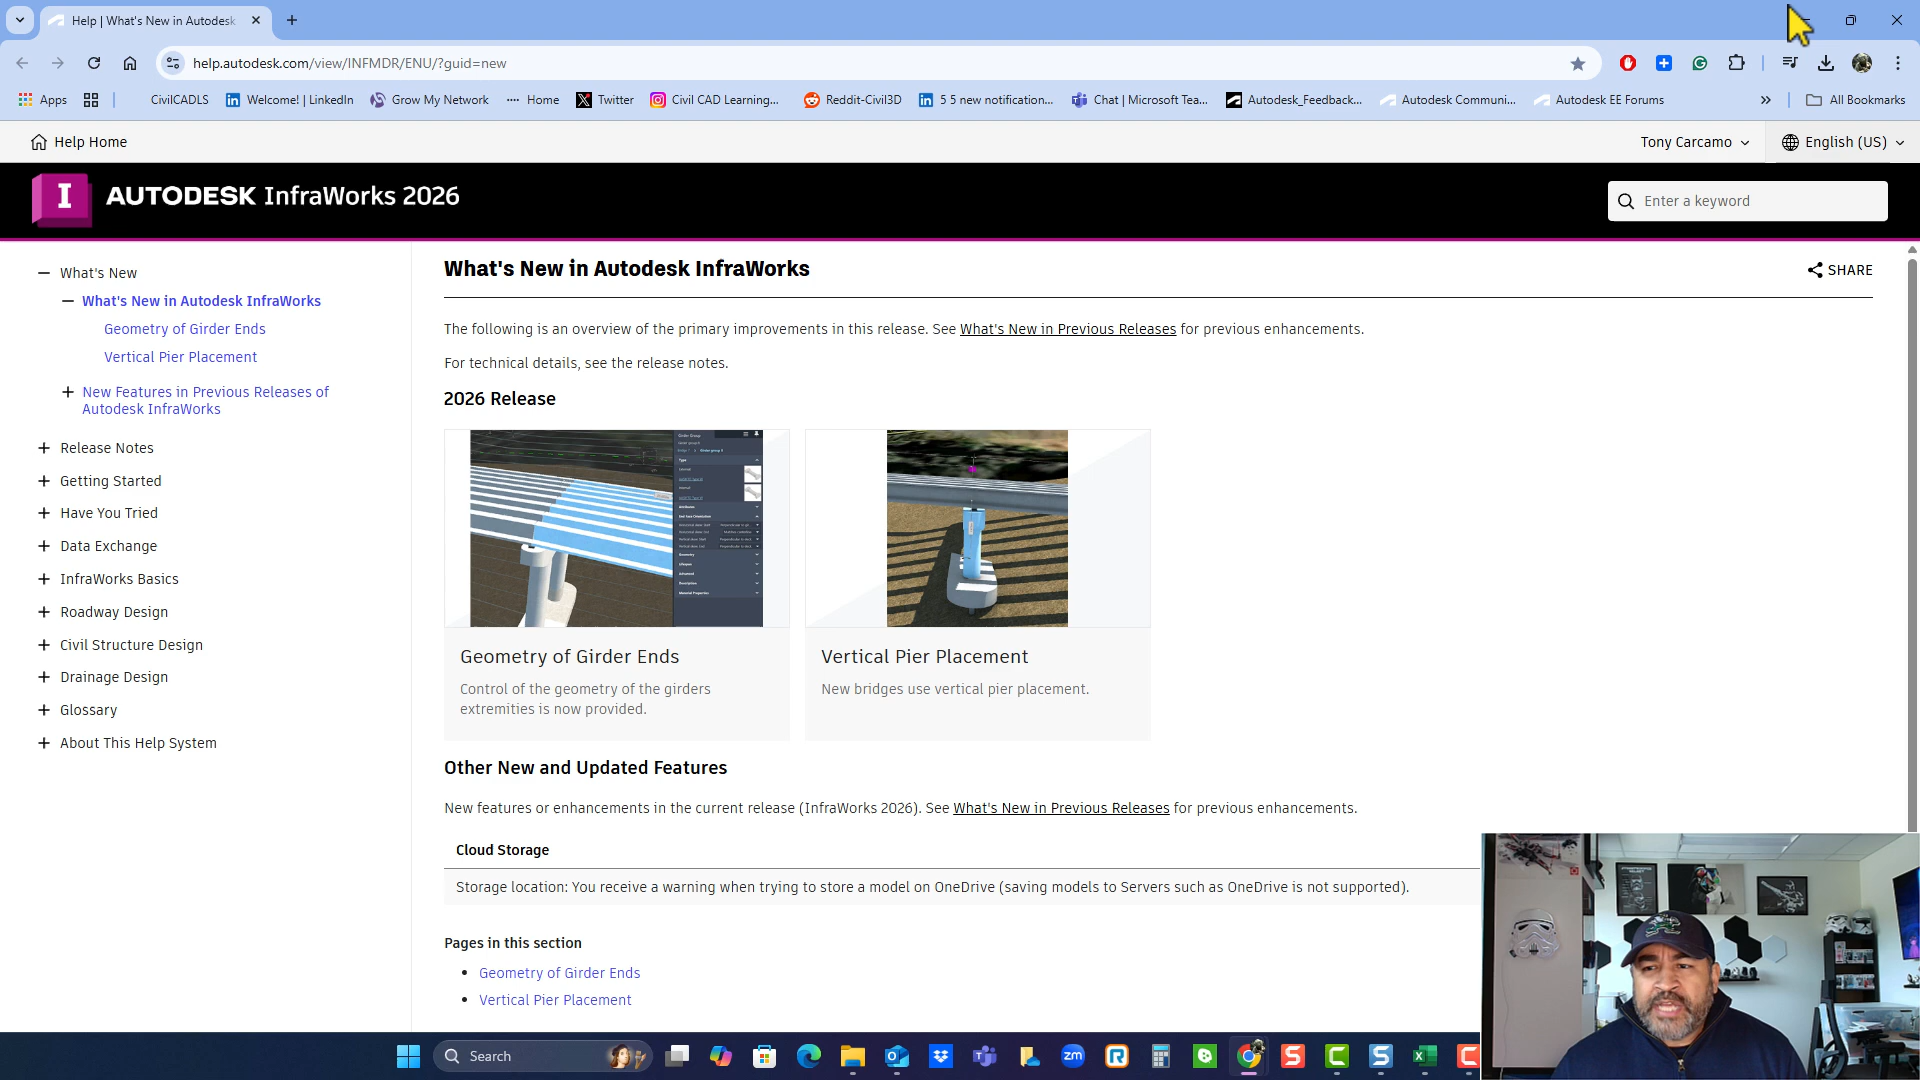 Help | What's New in Autodesk
help.autodesk.com/view/INFMDR/ENU/?guid=new
Apps
CivilCADLS
Welcome! | LinkedIn
Grow My Network
Home
Twitter
Civil CAD Learning...
Reddit-Civil3D
5 5 new notification...
Chat | Microsoft Tea...
Autodesk_Feedback...
Autodesk Communi...
Autodesk EE Forums
All Bookmarks
Help Home
Tony Carcamo
English (US)
I AUTODESK InfraWorks 2026
Enter a keyword
What's New
What's New in Autodesk InfraWorks
Geometry of Girder Ends
Vertical Pier Placement
New Features in Previous Releases of
Autodesk InfraWorks
Release Notes
Getting Started
Have You Tried
Data Exchange
InfraWorks Basics
Roadway Design
Civil Structure Design
Drainage Design
Glossary
About This Help System
What's New in Autodesk InfraWorks
SHARE
The following is an overview of the primary improvements in this release. See What's New in Previous Releases for previous enhancements.
For technical details, see the release notes.
2026 Release
Geometry of Girder Ends
Control of the geometry of the girders
extremities is now provided.
Vertical Pier Placement
New bridges use vertical pier placement.
Other New and Updated Features
New features or enhancements in the current release (InfraWorks 2026). See What's New in Previous Releases for previous enhancements.
Cloud Storage
Storage location: You receive a warning when trying to store a model on OneDrive (saving models to Servers such as OneDrive is not supported).
Pages in this section
Geometry of Girder Ends
Vertical Pier Placement
Search